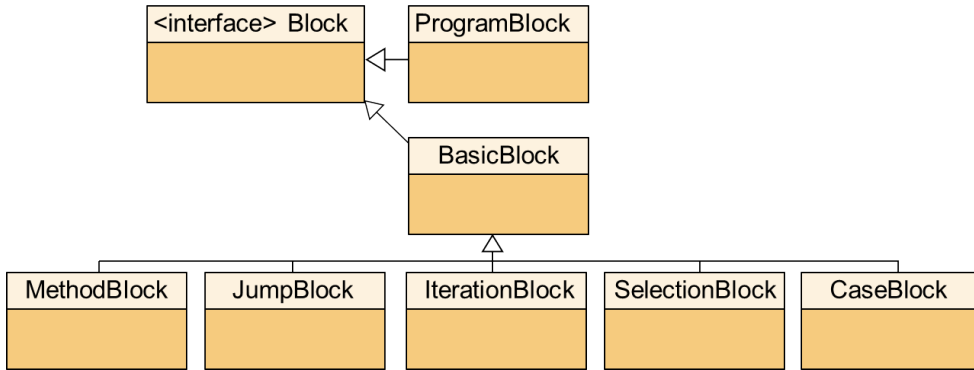 <interface> Block
ProgramBlock
BasicBlock
MethodBlock
JumpBlock
IterationBlock
SelectionBlock
CaseBlock